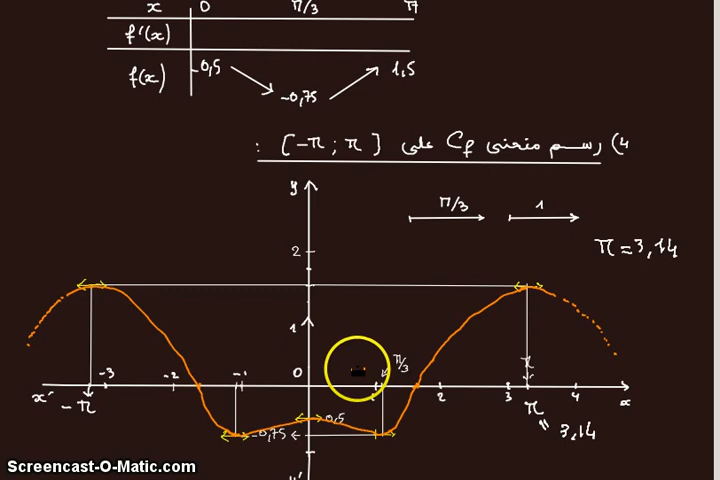 x 0 π/3 π
f'(x)
f(x) -0,5 -0,75 1,5
4) رسم منحنى Cf على [-π ; π] :
π/3 1
π = 3,14
y
2
1
0
π/3
π
x' -π -3 -2 -1 1 2 3 4 x
π
" 3,14
-0,5
-0,75
y'
Screencast-O-Matic.com